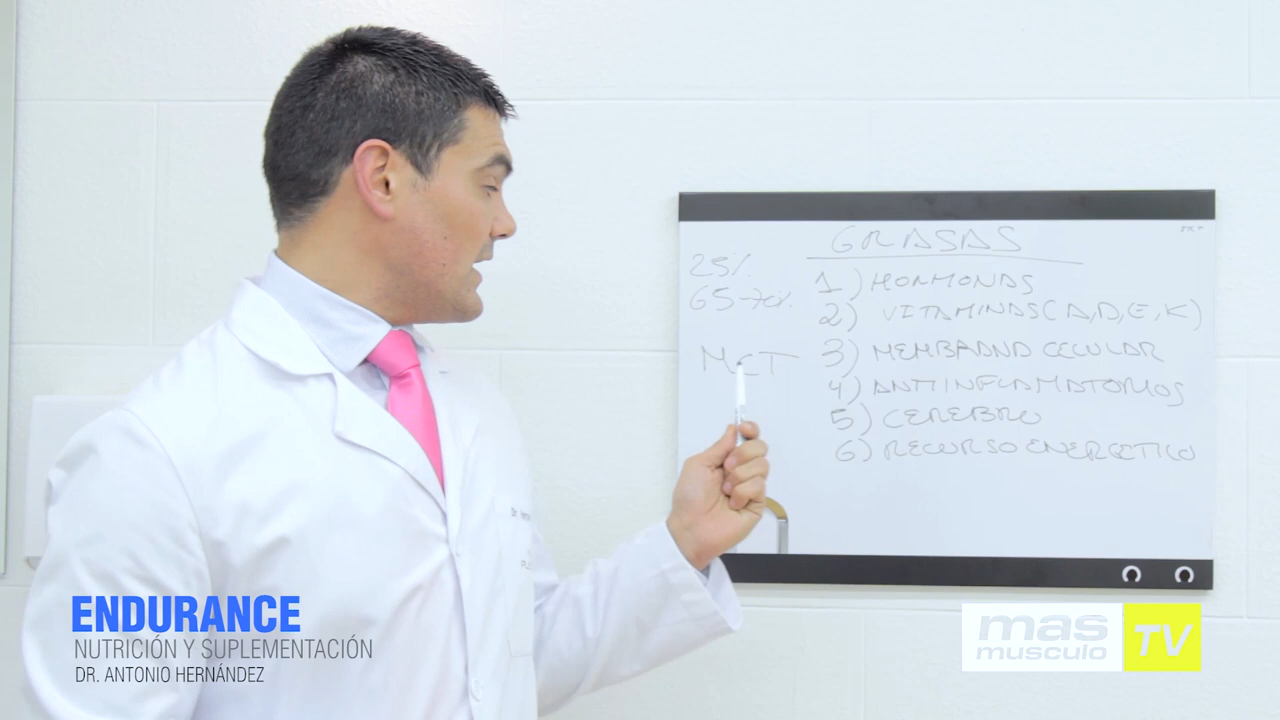 GRASAS
25%
65-70%
MCT
1) HORMONAS
2) VITAMINAS (A,D,E,K)
3) MEMBRANA CELULAR
4) ANTIINFLAMATORIOS
5) CEREBRO
6) RECURSO ENERGETICO
Dr.
ENDURANCE
NUTRICIÓN Y SUPLEMENTACIÓN
DR. ANTONIO HERNÁNDEZ
mas
musculo
TV